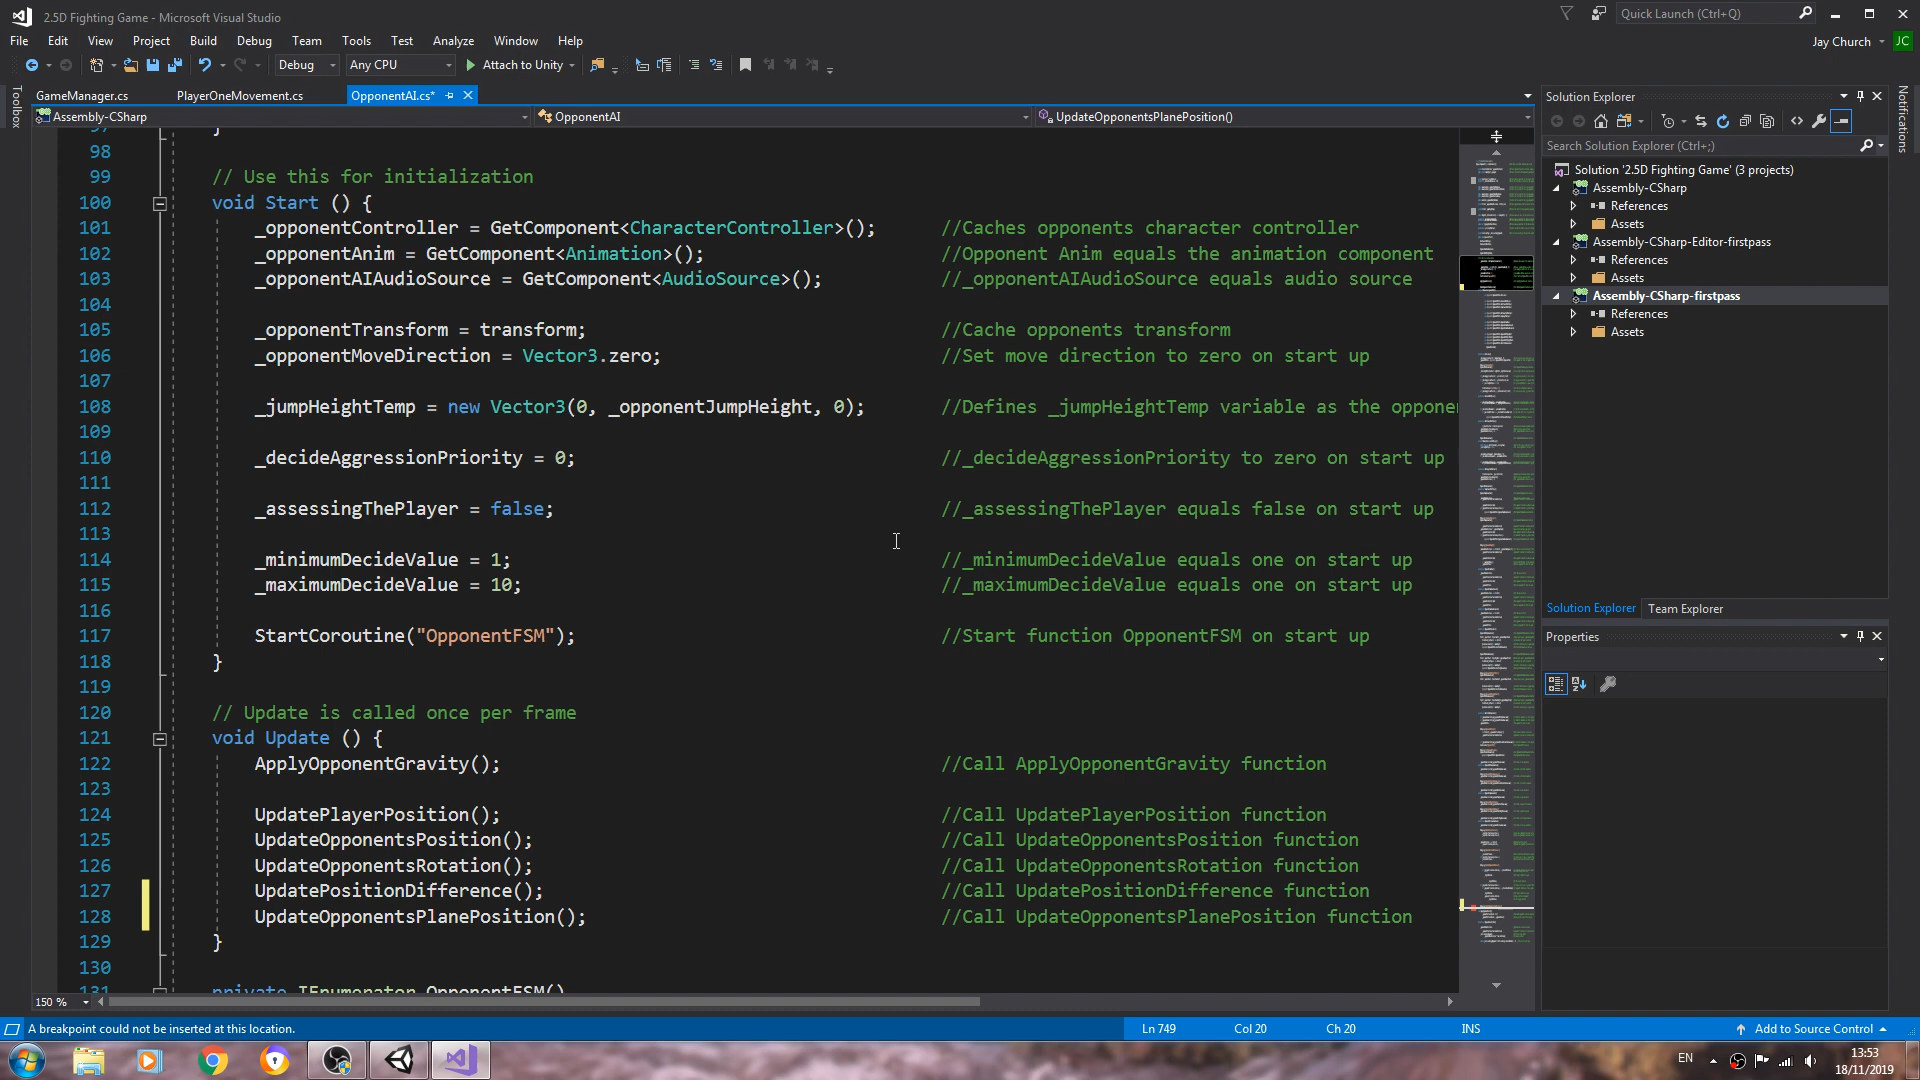 2.5D Fighting Game - Microsoft Visual Studio
Quick Launch (Ctrl+Q)
File Edit View Project Build Debug Team Tools Test Analyze Window Help
Jay Church JC
Debug Any CPU Attach to Unity
Toolbox
GameManager.cs PlayerOneMovement.cs OpponentAI.cs*
Assembly-CSharp OpponentAI UpdateOpponentsPlanePosition()
97 }
98
99 // Use this for initialization
100 void Start () {
101 _opponentController = GetComponent<CharacterController>(); //Caches opponents character controller
102 _opponentAnim = GetComponent<Animation>(); //Opponent Anim equals the animation component
103 _opponentAIAudioSource = GetComponent<AudioSource>(); //_opponentAIAudioSource equals audio source
104
105 _opponentTransform = transform; //Cache opponents transform
106 _opponentMoveDirection = Vector3.zero; //Set move direction to zero on start up
107
108 _jumpHeightTemp = new Vector3(0, _opponentJumpHeight, 0); //Defines _jumpHeightTemp variable as the oppone
109
110 _decideAggressionPriority = 0; //_decideAggressionPriority to zero on start up
111
112 _assessingThePlayer = false; //_assessingThePlayer equals false on start up
113
114 _minimumDecideValue = 1; //_minimumDecideValue equals one on start up
115 _maximumDecideValue = 10; //_maximumDecideValue equals one on start up
116
117 StartCoroutine("OpponentFSM"); //Start function OpponentFSM on start up
118 }
119
120 // Update is called once per frame
121 void Update () {
122 ApplyOpponentGravity(); //Call ApplyOpponentGravity function
123
124 UpdatePlayerPosition(); //Call UpdatePlayerPosition function
125 UpdateOpponentsPosition(); //Call UpdateOpponentsPosition function
126 UpdateOpponentsRotation(); //Call UpdateOpponentsRotation function
127 UpdatePositionDifference(); //Call UpdatePositionDifference function
128 UpdateOpponentsPlanePosition(); //Call UpdateOpponentsPlanePosition function
129 }
130
131 private IEnumerator OpponentFSM()
150 %
Solution Explorer
Search Solution Explorer (Ctrl+;)
Solution '2.5D Fighting Game' (3 projects)
Assembly-CSharp
References
Assets
Assembly-CSharp-Editor-firstpass
References
Assets
Assembly-CSharp-firstpass
References
Assets
Solution Explorer Team Explorer
Properties
Notifications
A breakpoint could not be inserted at this location. Ln 749 Col 20 Ch 20 INS Add to Source Control
EN 13:53
18/11/2019